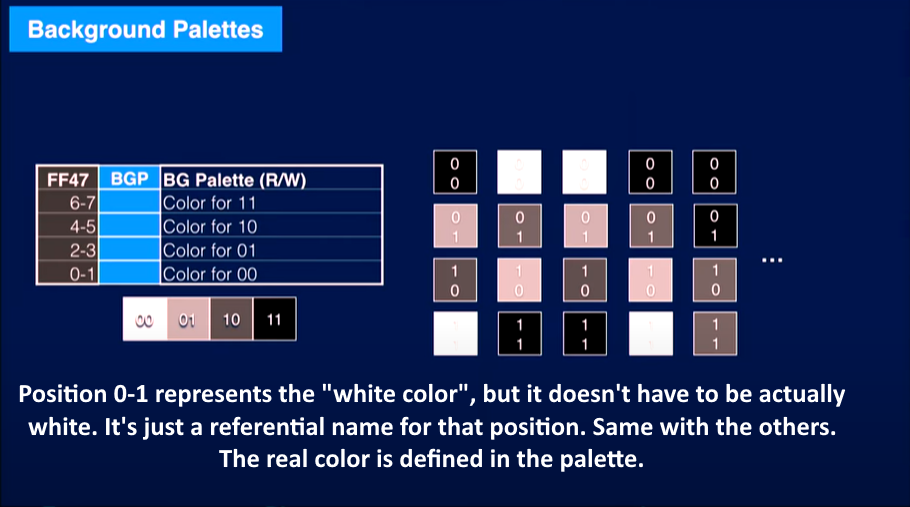 Background Palettes
FF47 BGP BG Palette (R/W)
6-7 Color for 11
4-5 Color for 10
2-3 Color for 01
0-1 Color for 00
00 01 10 11
0 0 0 0 0
0 0 0 0 0
0 0 0 0 0
1 1 1 1 1
...
1 1 1 1 1
0 0 0 0 0
1 1 1 1 1
1 1 1 1 1
Position 0-1 represents the "white color", but it doesn't have to be actually
white. It's just a referential name for that position. Same with the others.
The real color is defined in the palette.